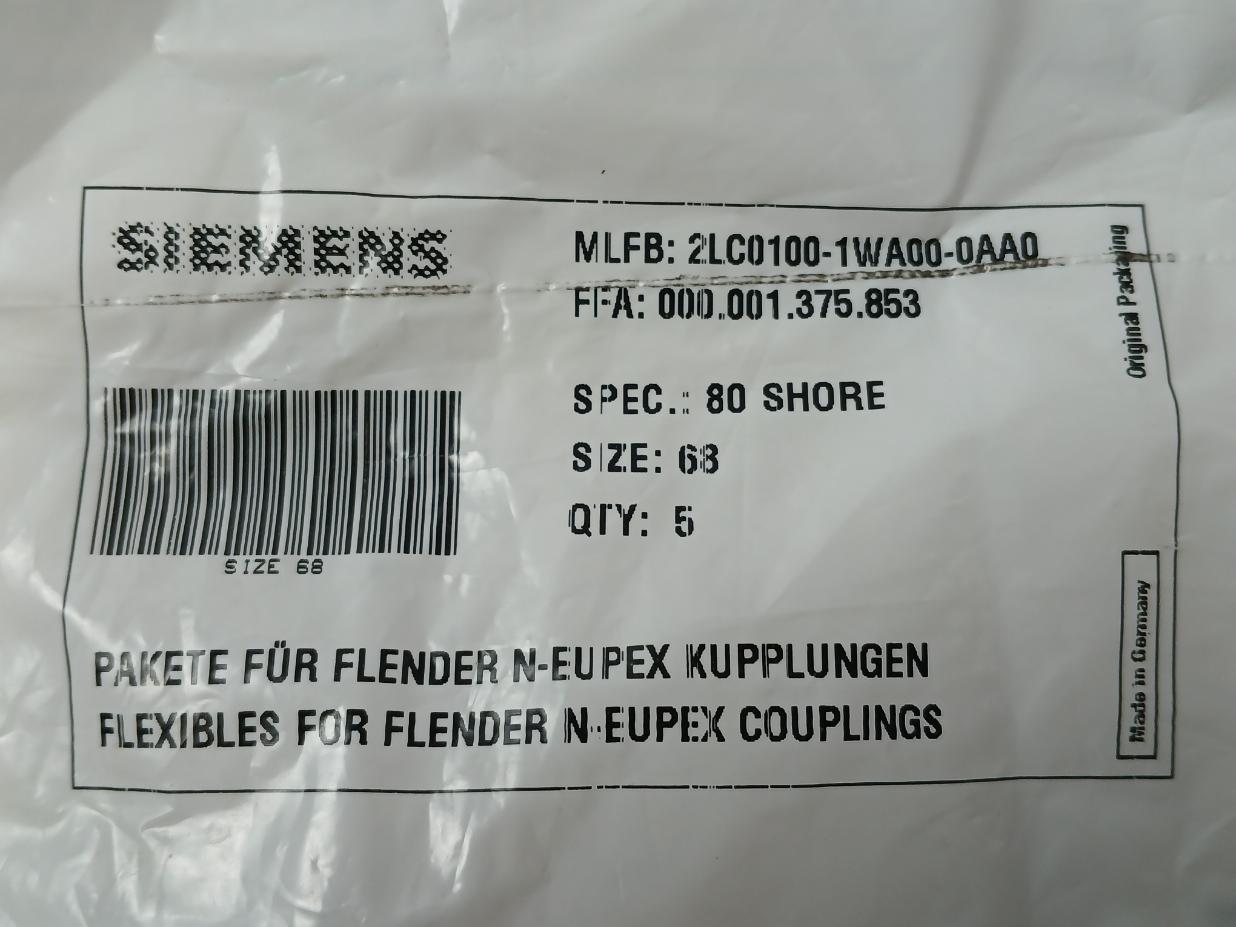 SIEMENS
MLFB: 2LC0100-1WA00-0AA0
FFA: 000.001.375.853
Original Packaging
SPEC.: 80 SHORE
SIZE: 68
QTY: 5
SIZE 68
Made in Germany
PAKETE FÜR FLENDER N-EUPEX KUPPLUNGEN
FLEXIBLES FOR FLENDER N-EUPEX COUPLINGS